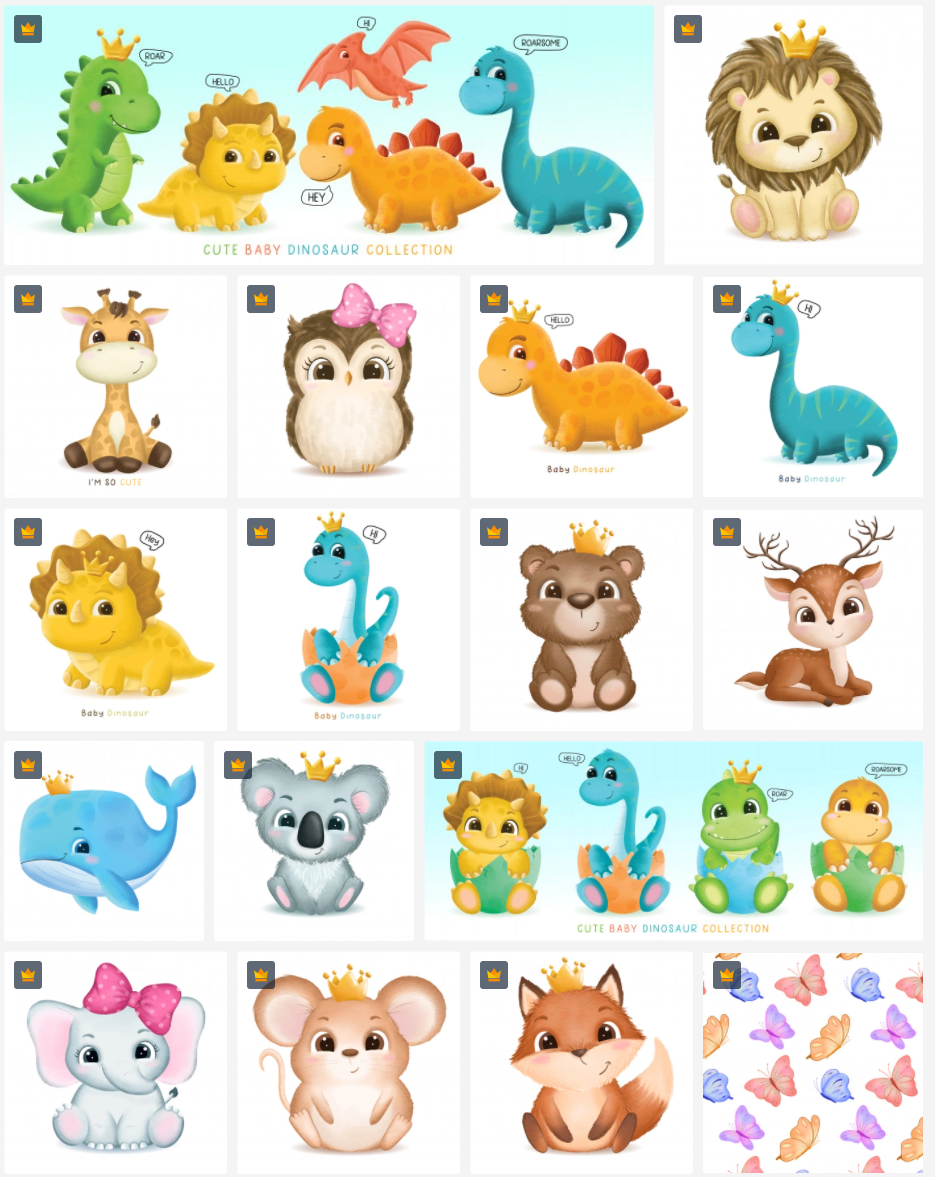 ROAR
HELLO
HI
ROARSOME
HEY
CUTE BABY DINOSAUR COLLECTION
I'M SO CUTE
HELLO
Baby Dinosaur
HI
Baby Dinosaur
Hey
Baby Dinosaur
HI
Baby Dinosaur
HI
HELLO
ROAR
ROARSOME
CUTE BABY DINOSAUR COLLECTION